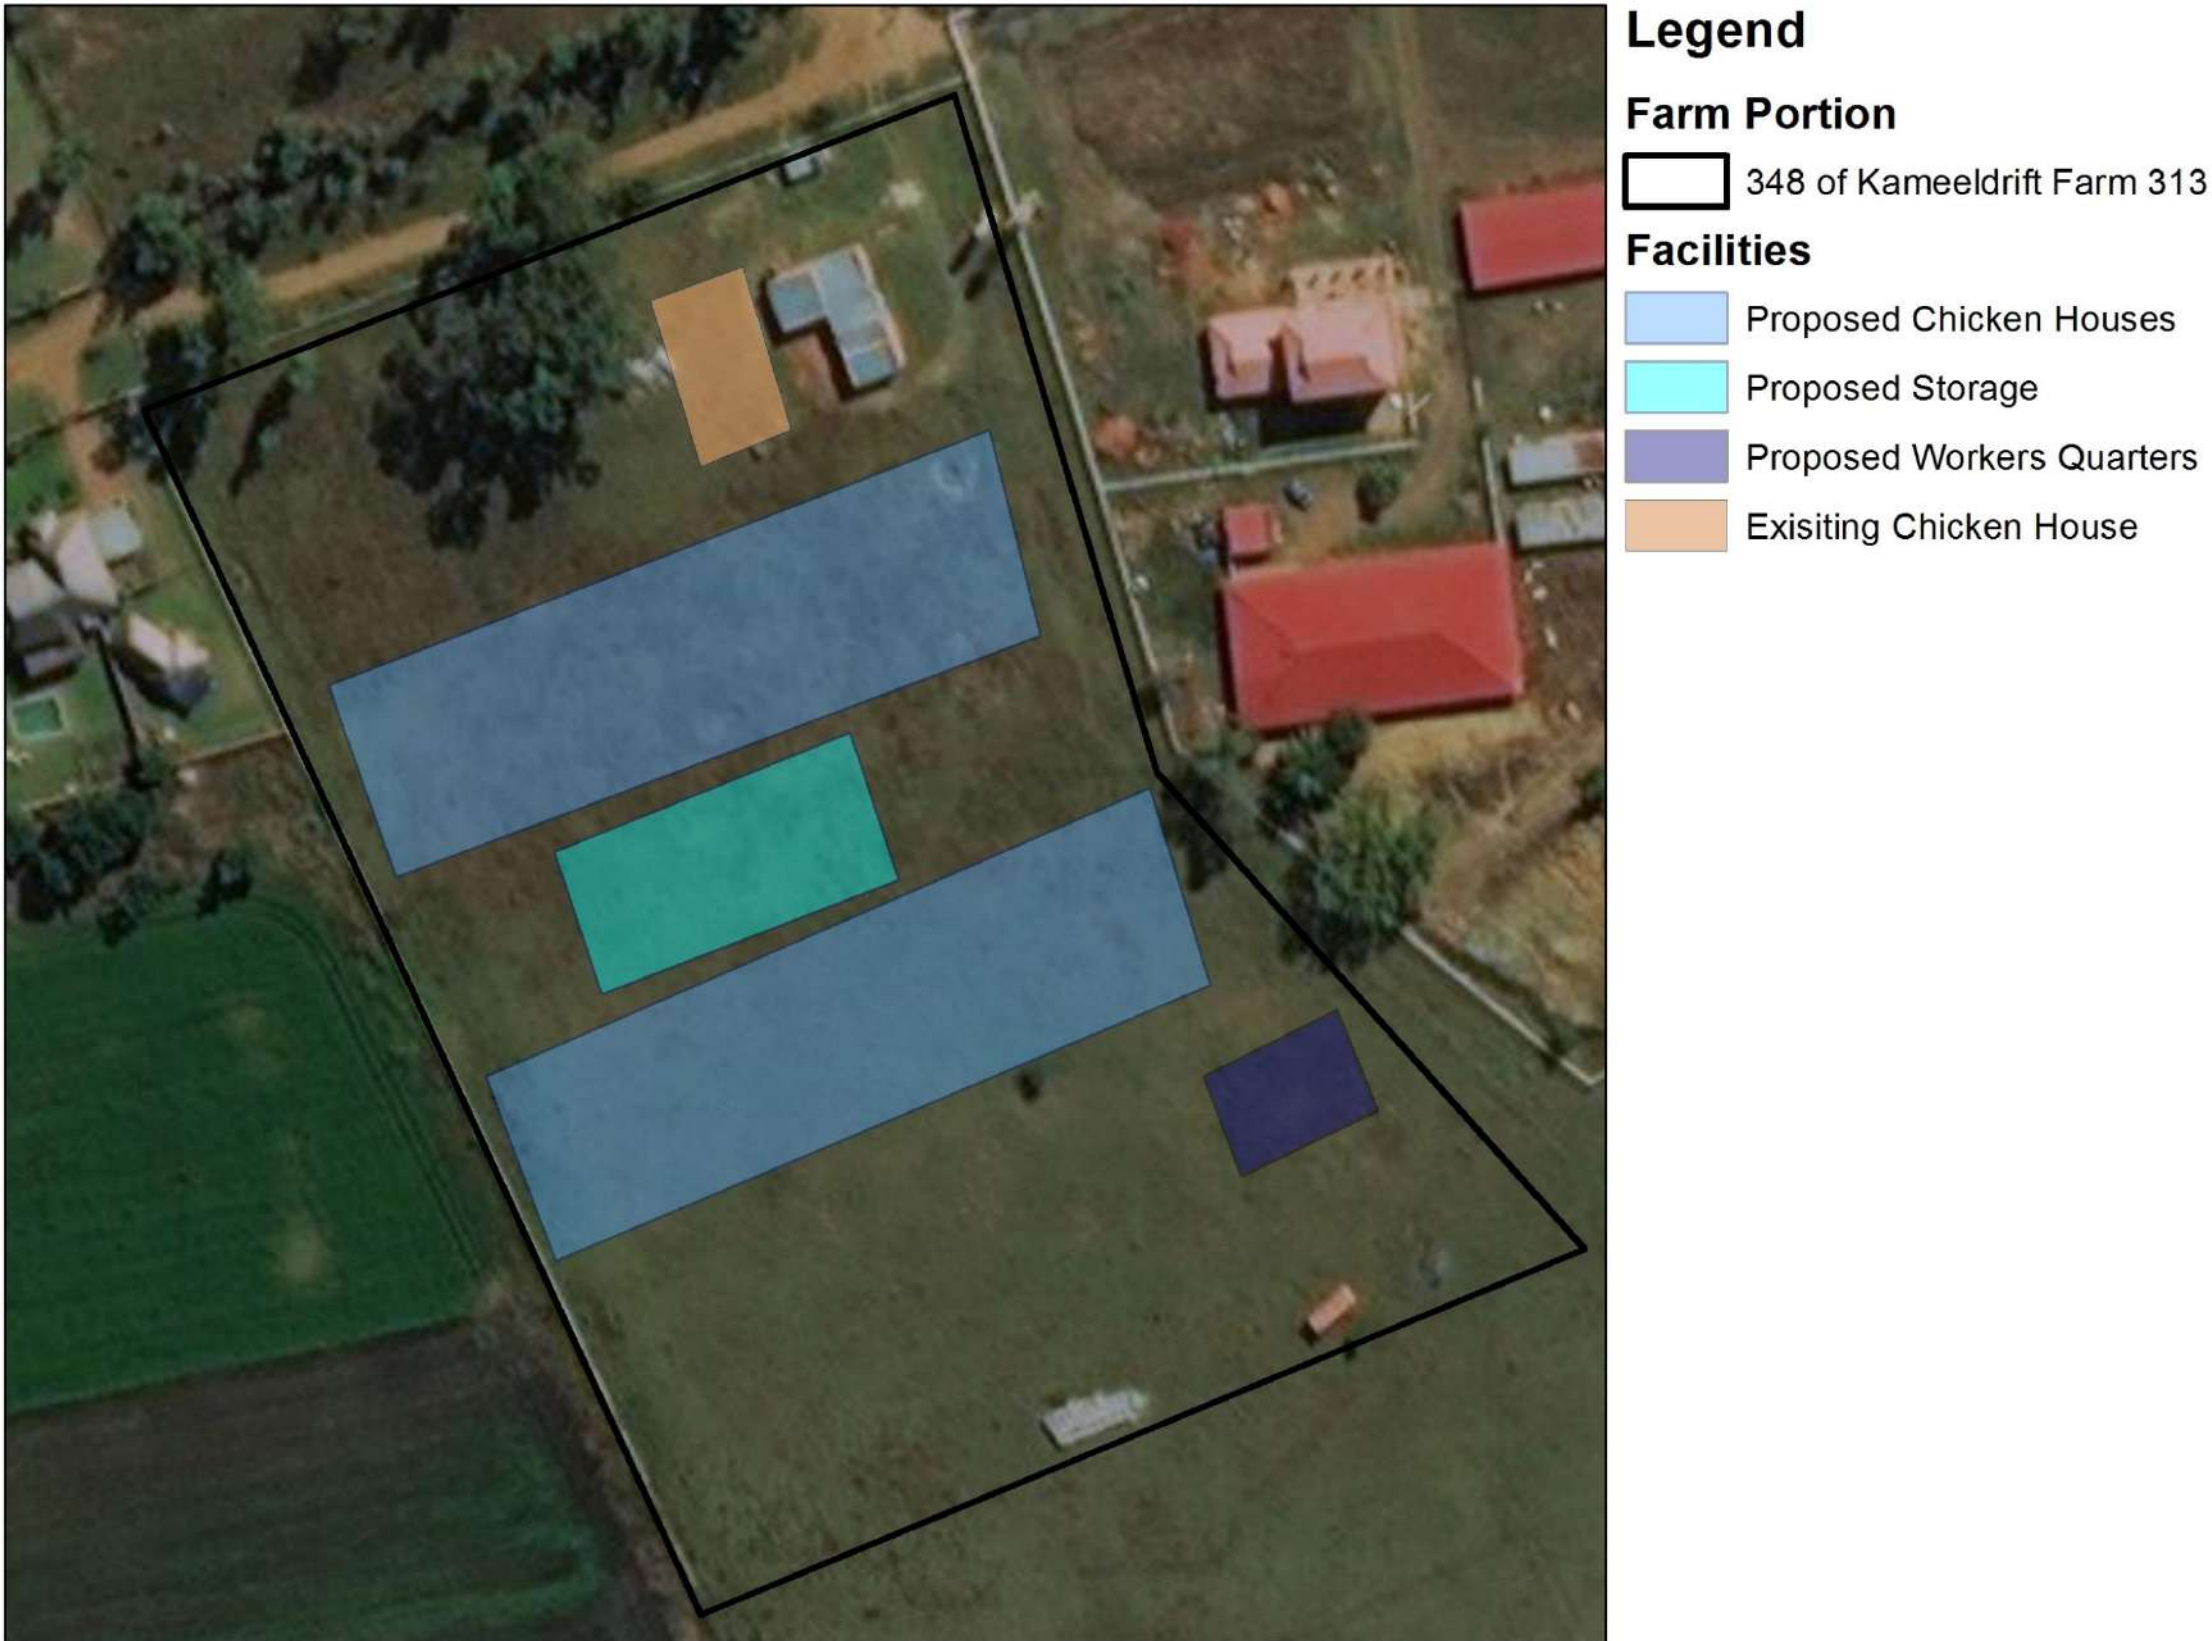 Legend
Farm Portion
348 of Kameeldrift Farm 313
Facilities
Proposed Chicken Houses
Proposed Storage
Proposed Workers Quarters
Exisiting Chicken House